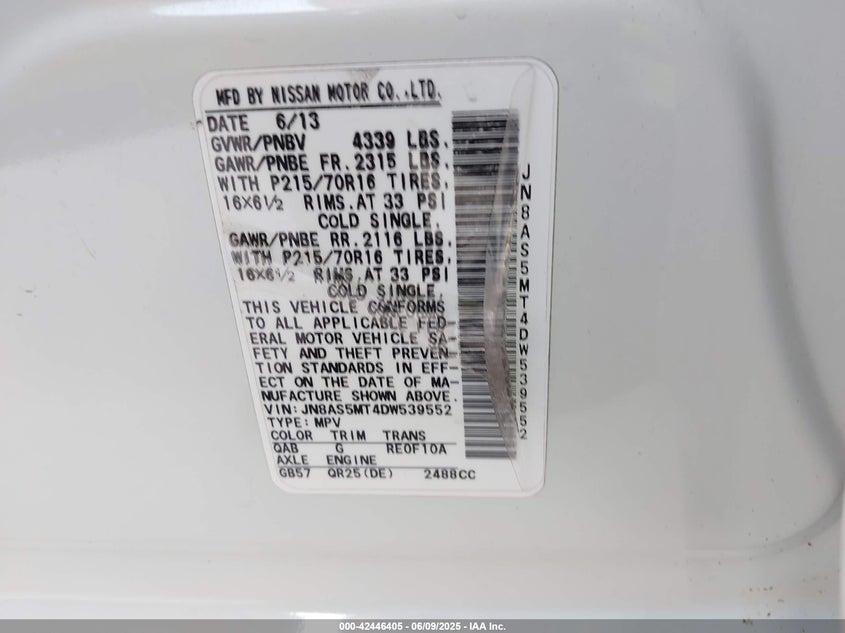 MFD BY NISSAN MOTOR CO.,LTD.
DATE 6/13
GVWR/PNBV 4339 LBS.
GAWR/PNBE FR. 2315 LBS.
WITH P215/70R16 TIRES,
16X6 1/2 RIMS.AT 33 PSI
COLD SINGLE.
GAWR/PNBE RR. 2116 LBS.
WITH P215/70R16 TIRES,
16X6 1/2 RIMS.AT 33 PSI
COLD SINGLE.
THIS VEHICLE CONFORMS
TO ALL APPLICABLE FED-
ERAL MOTOR VEHICLE SA-
FETY AND THEFT PREVEN-
TION STANDARDS IN EFF-
ECT ON THE DATE OF MA-
NUFACTURE SHOWN ABOVE.
VIN: JN8AS5MT4DW539552
TYPE: MPV
COLOR TRIM TRANS
QAB G RE0F10A
AXLE ENGINE
GB57 QR25(DE) 2488CC
JN8AS5MT4DW539552
000-42446405 - 06/09/2025 - IAA Inc.